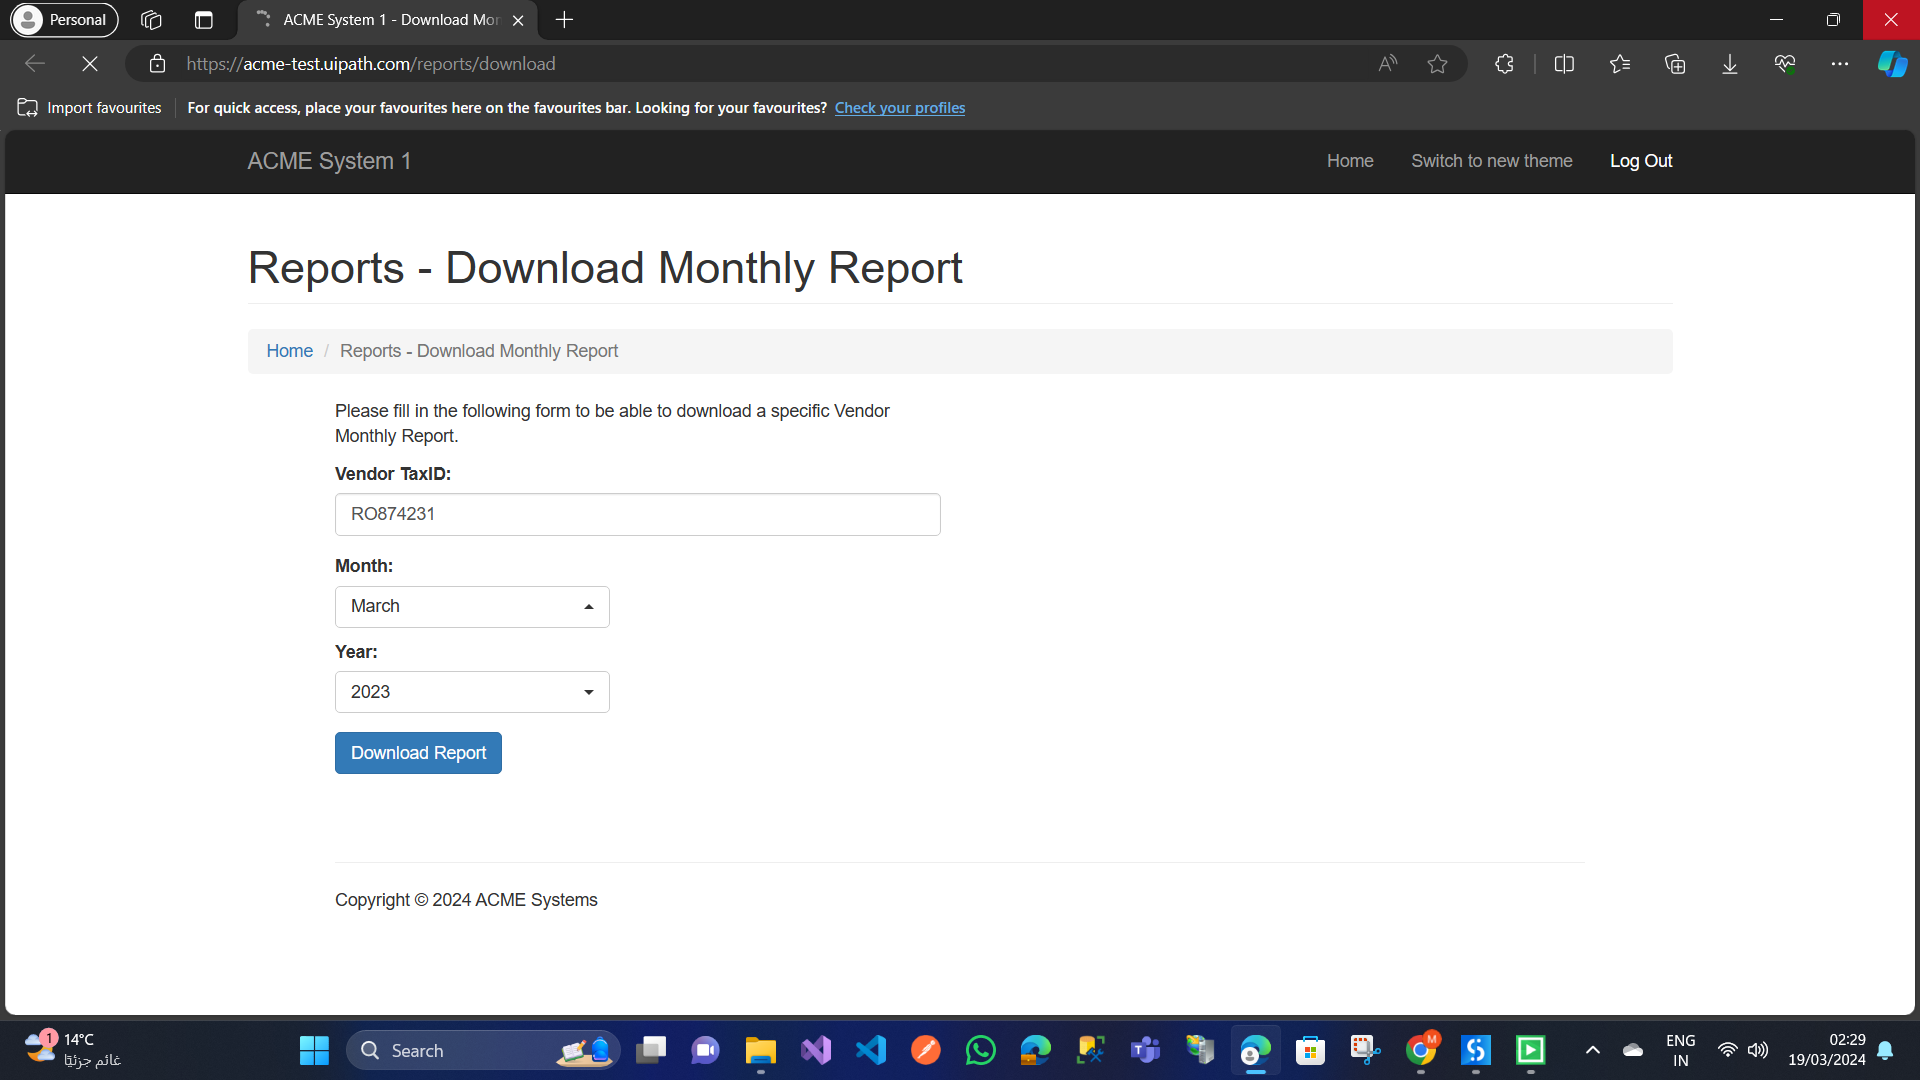 Personal
ACME System 1 - Download Mon
https://acme-test.uipath.com/reports/download
Import favourites
For quick access, place your favourites here on the favourites bar. Looking for your favourites? Check your profiles
ACME System 1
Home
Switch to new theme
Log Out
Reports - Download Monthly Report
Home / Reports - Download Monthly Report
Please fill in the following form to be able to download a specific Vendor
Monthly Report.
Vendor TaxID:
RO874231
Month:
March
Year:
2023
Download Report
Copyright © 2024 ACME Systems
1
14°C
غائم جزئيًا
Search
M
ENG
IN
02:29
19/03/2024